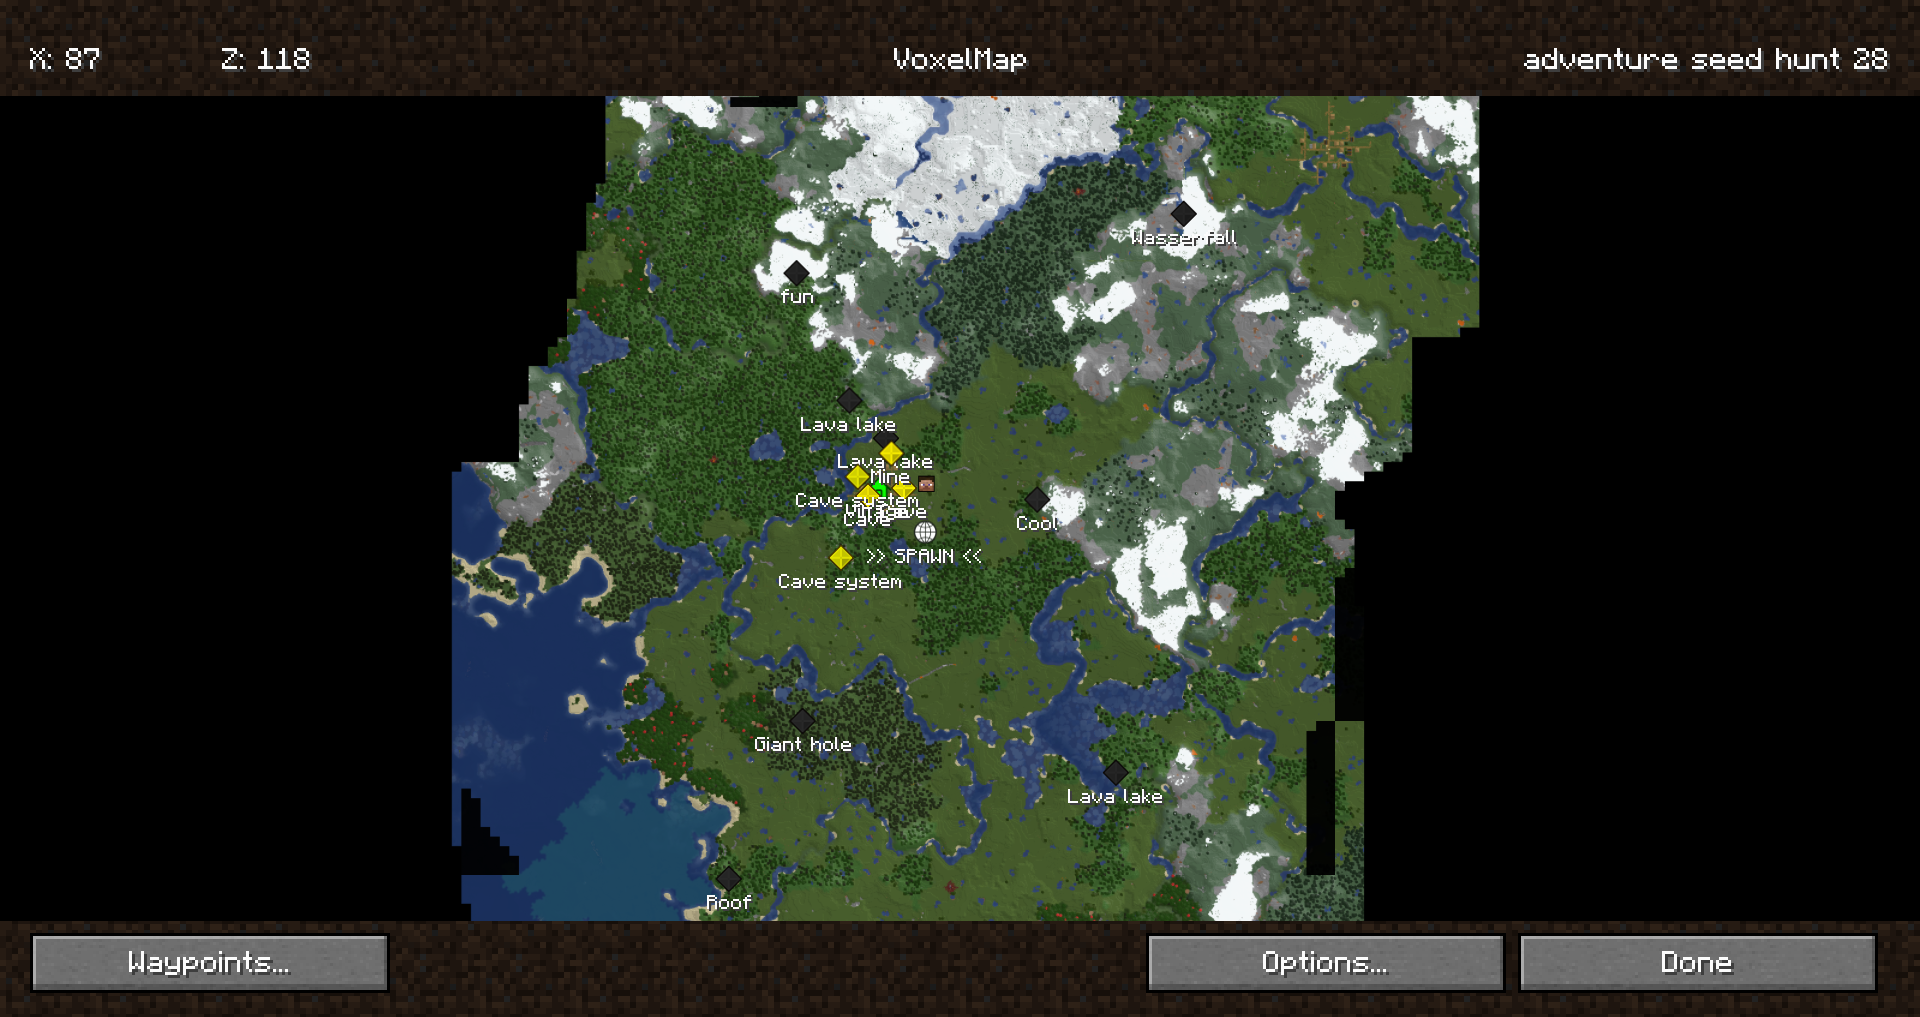 X: 87
Z: 118
VoxelMap
adventure seed hunt 28
Wasserfall
fun
Lava lake
Lava lake
Mine
Cave system
Village
Cave
Cool
>> SPAWN <<
Cave system
Giant hole
Lava lake
Roof
Waypoints...
Options...
Done